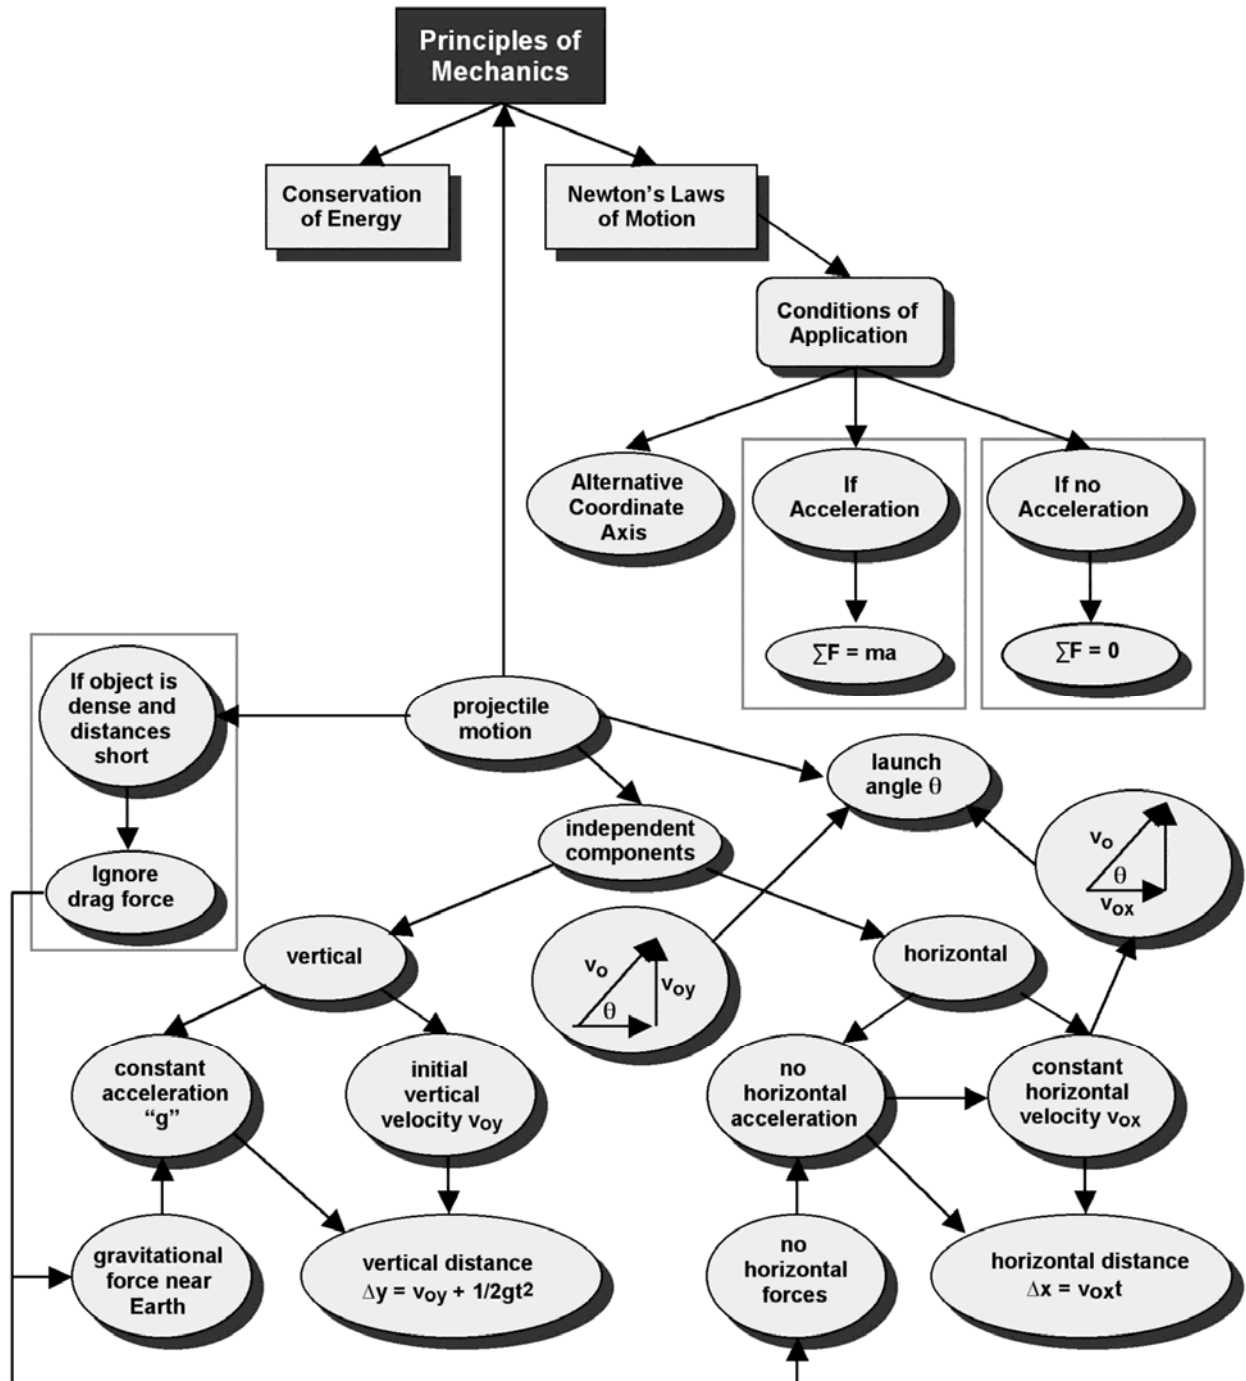 Principles of
Mechanics
Conservation
of Energy
Newton's Laws
of Motion
Conditions of
Application
Alternative
Coordinate
Axis
If
Acceleration
If no
Acceleration
∑F = ma
∑F = 0
If object is
dense and
distances
short
projectile
motion
launch
angle θ
independent
components
Ignore
drag force
vo
θ
vox
vertical
vo
voy
θ
horizontal
constant
acceleration
“g”
initial
vertical
velocity voy
no
horizontal
acceleration
constant
horizontal
velocity vox
gravitational
force near
Earth
vertical distance
Δy = voy + 1/2gt2
no
horizontal
forces
horizontal distance
Δx = voxt